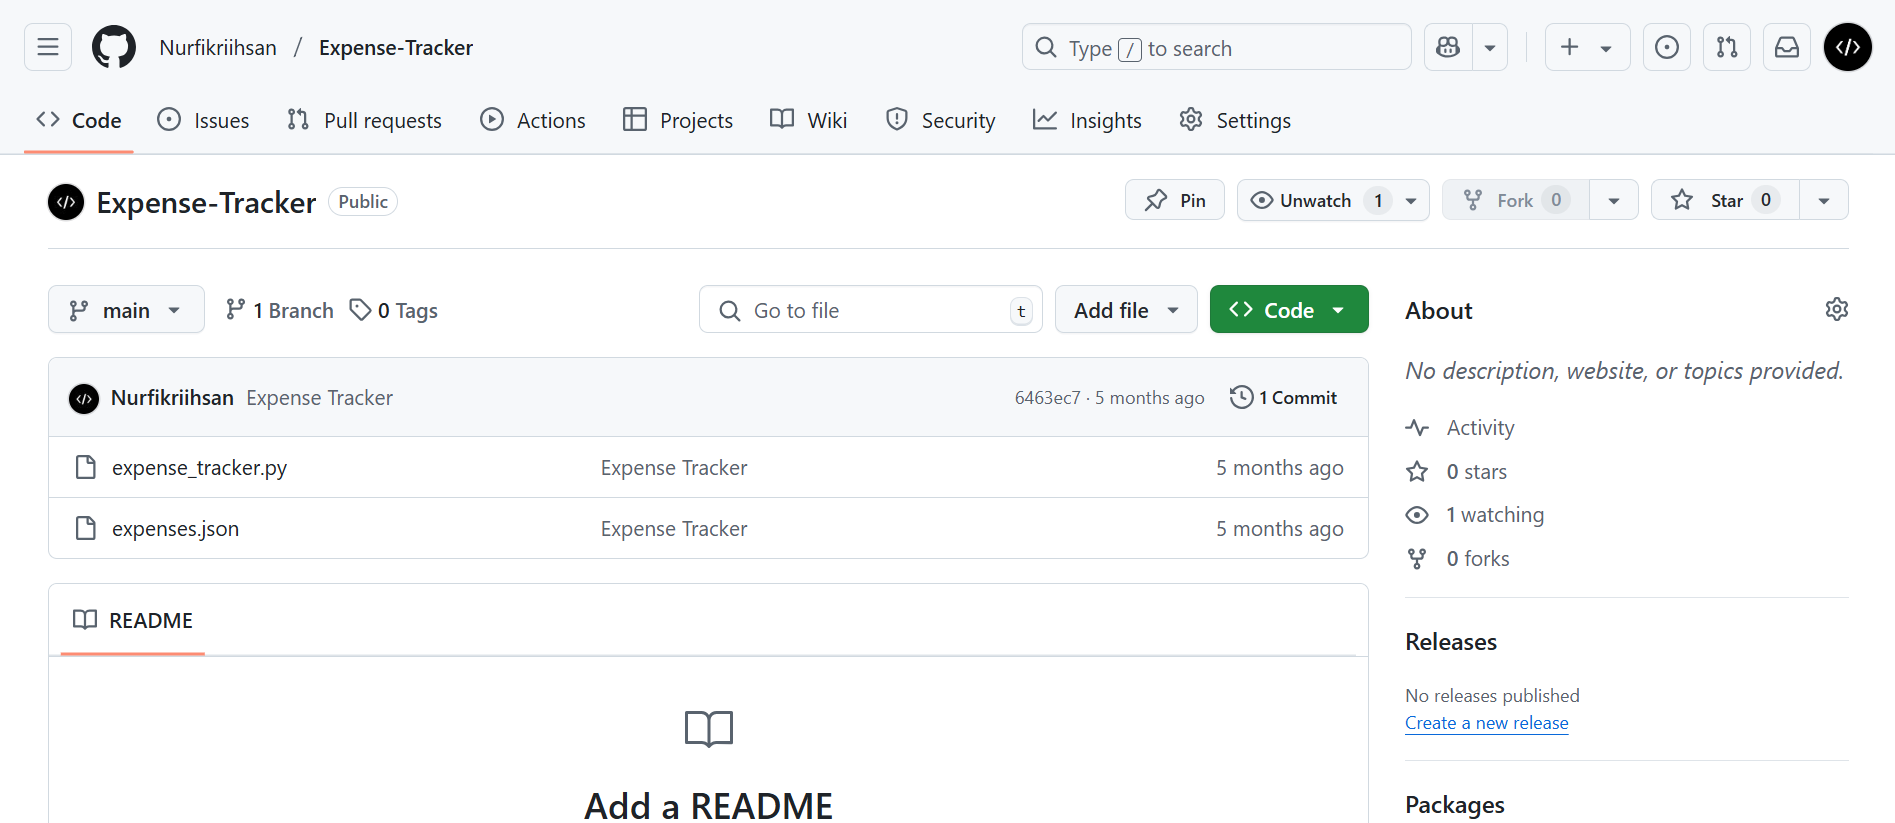 Nurfikriihsan / Expense-Tracker
Type / to search
Code Issues Pull requests Actions Projects Wiki Security Insights Settings
Expense-Tracker Public
Pin Unwatch 1 Fork 0 Star 0
main 1 Branch 0 Tags
Go to file t Add file Code
Nurfikriihsan Expense Tracker 6463ec7 · 5 months ago 1 Commit
expense_tracker.py Expense Tracker 5 months ago
expenses.json Expense Tracker 5 months ago
README
Add a README
About
No description, website, or topics provided.
Activity
0 stars
1 watching
0 forks
Releases
No releases published
Create a new release
Packages